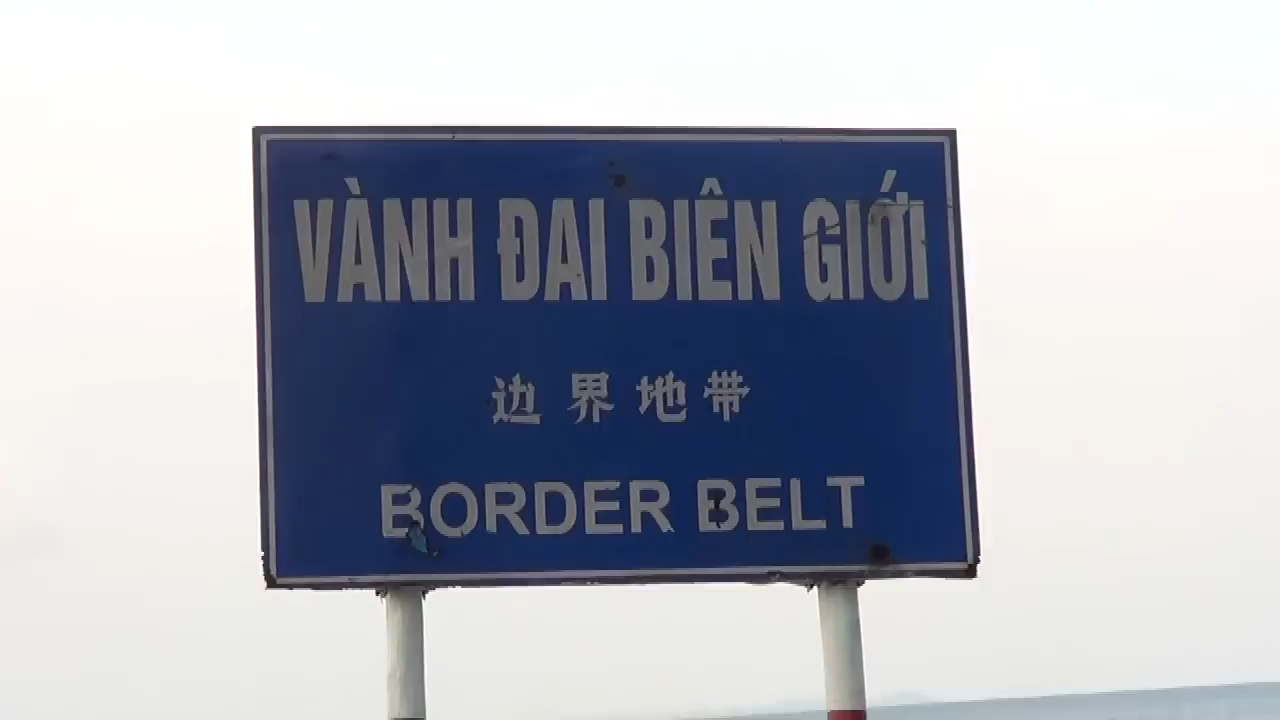 VÀNH ĐAI BIÊN GIỚI
边界地带
BORDER BELT